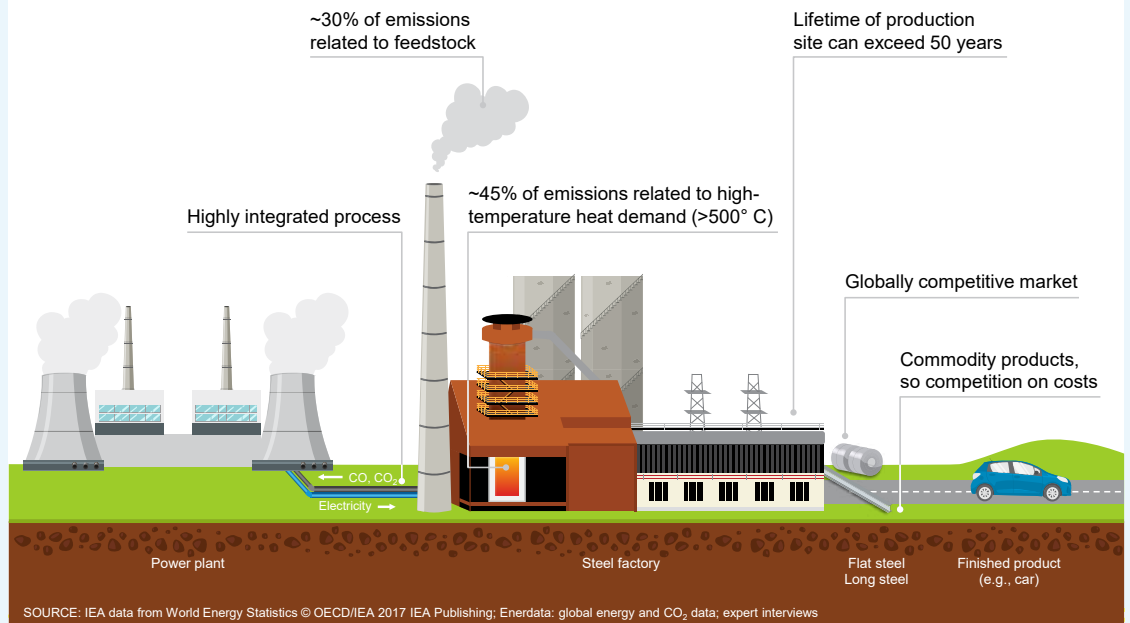 ~30% of emissions
related to feedstock
Lifetime of production
site can exceed 50 years
Highly integrated process
~45% of emissions related to high-
temperature heat demand (>500° C)
Globally competitive market
Commodity products,
so competition on costs
CO, CO₂
Electricity
Power plant
Steel factory
Flat steel
Long steel
Finished product
(e.g., car)
SOURCE: IEA data from World Energy Statistics © OECD/IEA 2017 IEA Publishing; Enerdata: global energy and CO₂ data; expert interviews